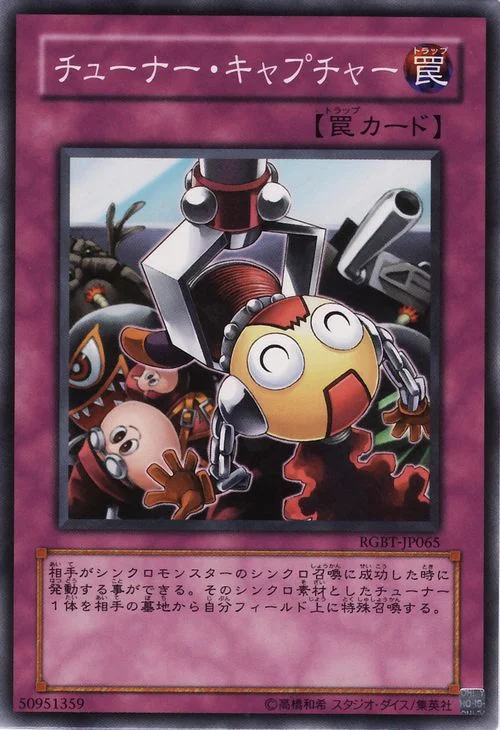 チューナー・キャプチャー
トラップ
罠
トラップ
【罠カード】
RGBT-JP065
相手がシンクロモンスターのシンクロ召喚に成功した時に
発動する事ができる。そのシンクロ素材としたチューナー
1体を相手の墓地から自分フィールド上に特殊召喚する。
50951359
©高橋和希 スタジオ・ダイス/集英社